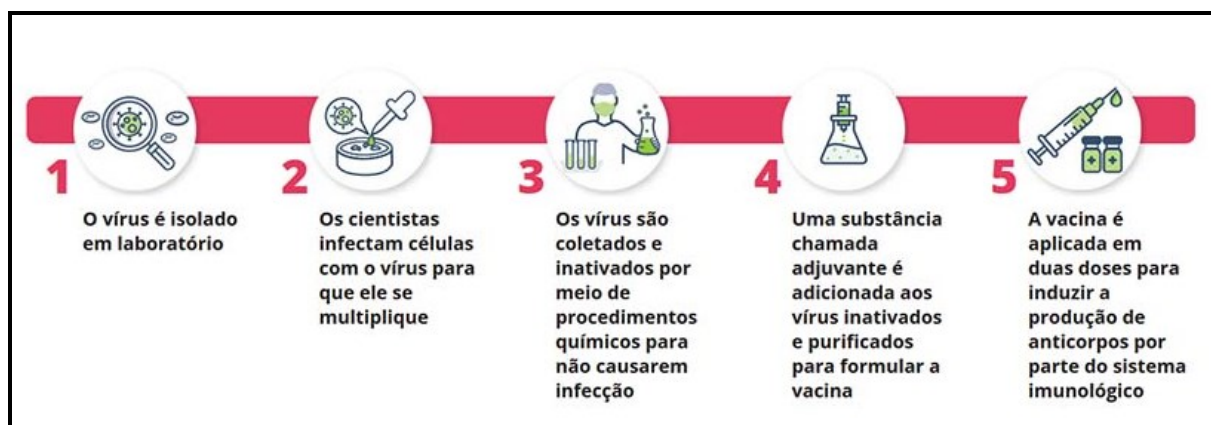 1
O vírus é isolado
em laboratório
2
Os cientistas
infectam células
com o vírus para
que ele se
multiplique
3
Os vírus são
coletados e
inativados por
meio de
procedimentos
químicos para
não causarem
infecção
4
Uma substância
chamada
adjuvante é
adicionada aos
vírus inativados
e purificados
para formular a
vacina
5
A vacina é
aplicada em
duas doses para
induzir a
produção de
anticorpos por
parte do sistema
imunológico